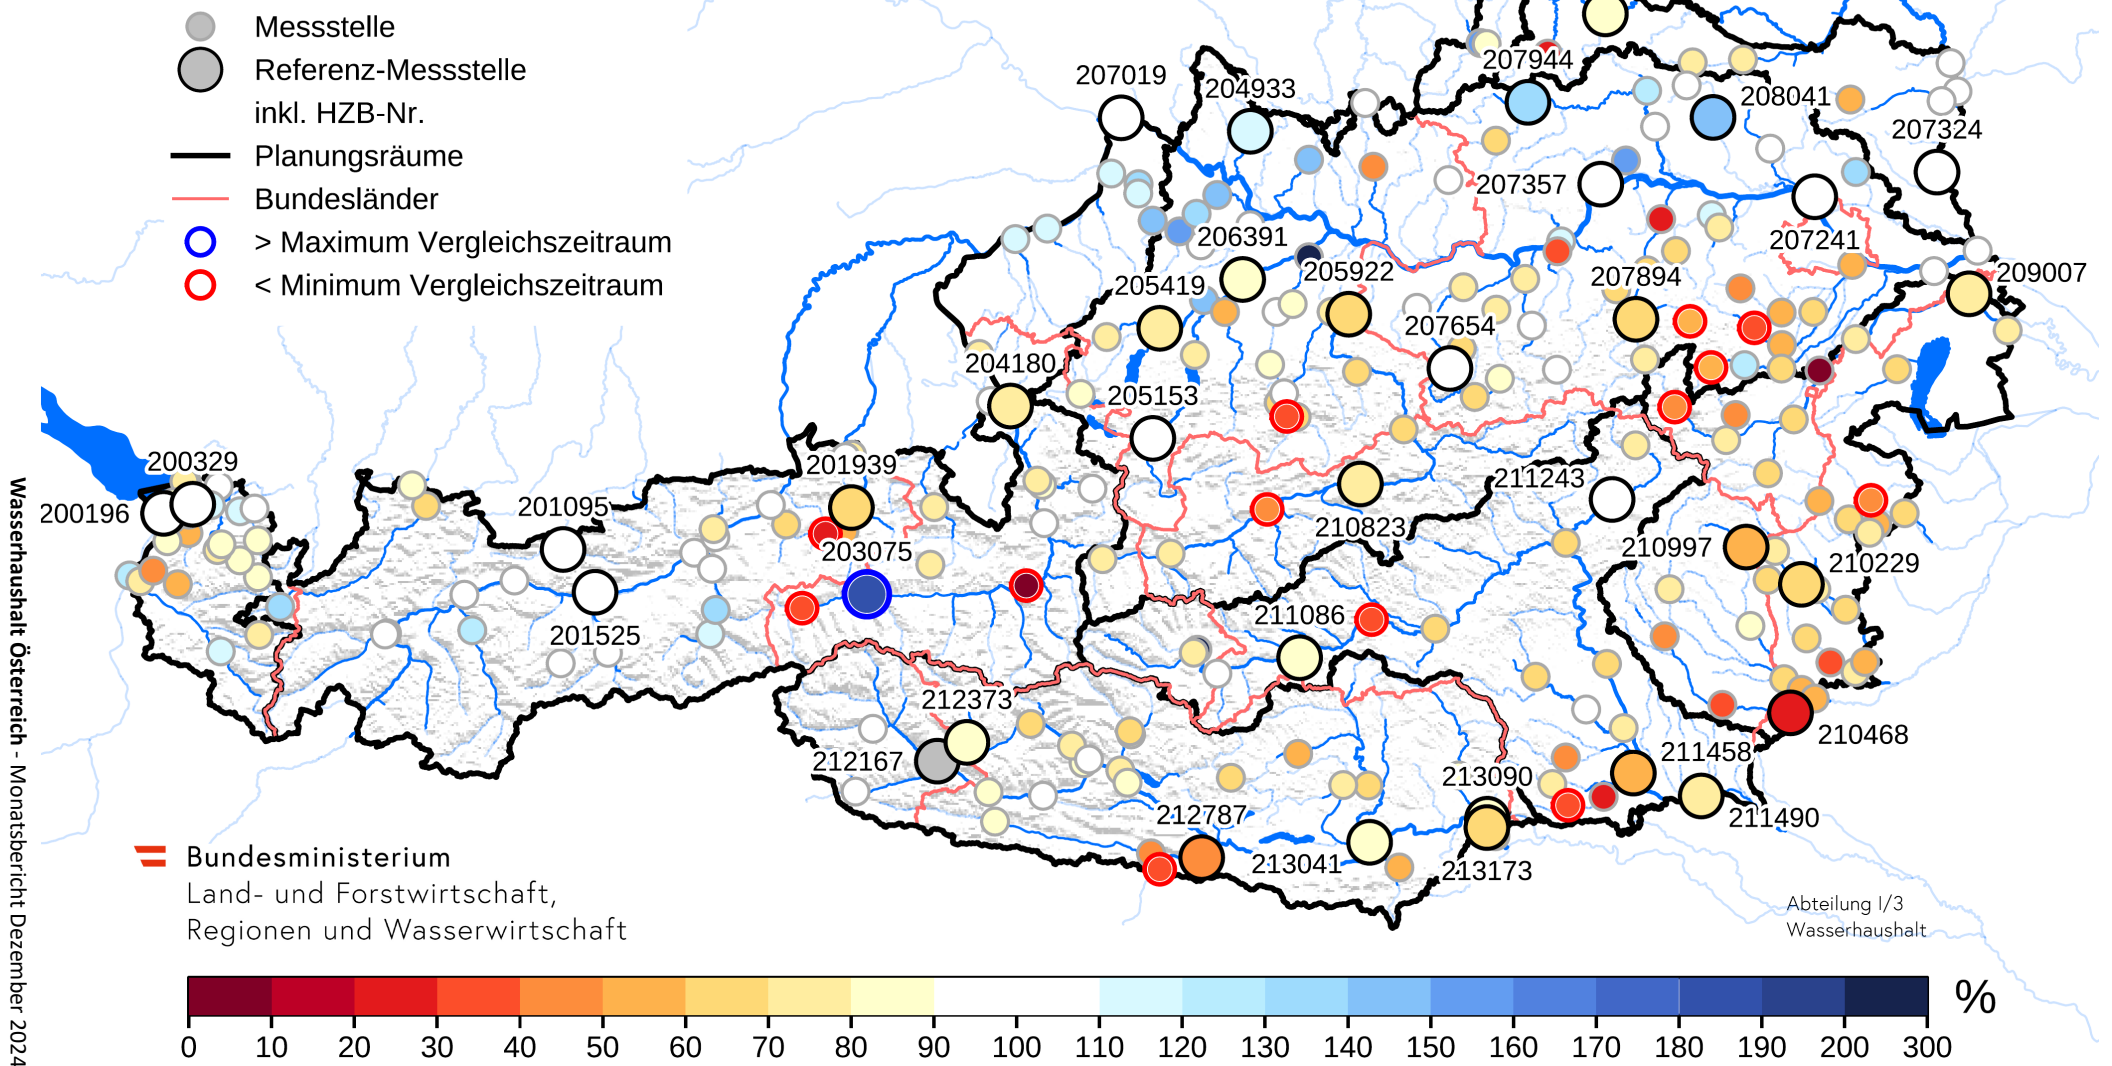 Messstelle
Referenz-Messstelle
inkl. HZB-Nr.
Planungsräume
Bundesländer
> Maximum Vergleichszeitraum
< Minimum Vergleichszeitraum
207944
207019
204933
208041
207324
207357
206391
207241
205922
205419
207894
209007
207654
204180
205153
200329
201939
211243
200196
201095
210823
203075
210997
210229
201525
211086
212373
212167
210468
211458
213090
212787
211490
213041
213173
Wasserhaushalt Österreich - Monatsbericht Dezember 2024
Bundesministerium
Land- und Forstwirtschaft,
Regionen und Wasserwirtschaft
Abteilung I/3
Wasserhaushalt
%
0 10 20 30 40 50 60 70 80 90 100 110 120 130 140 150 160 170 180 190 200 300